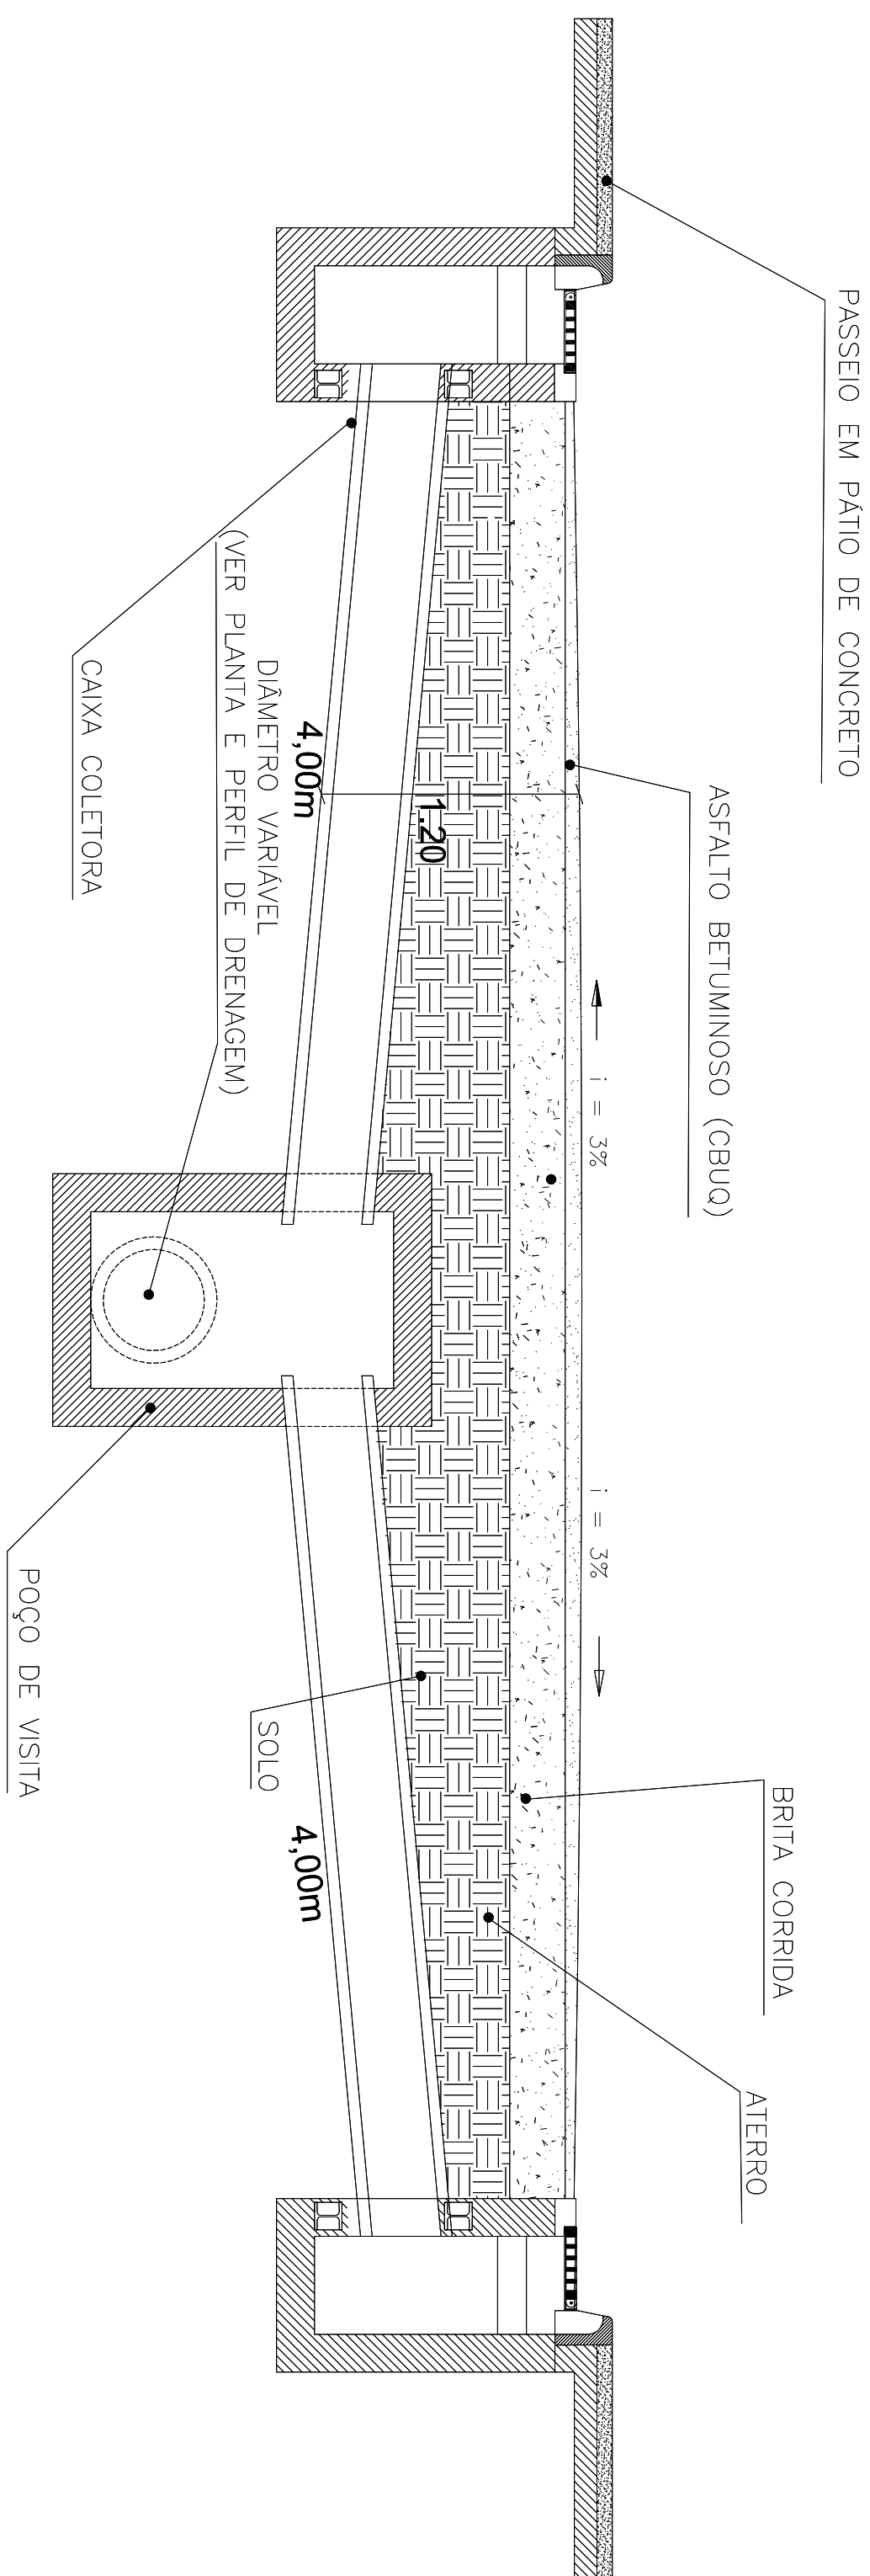 PASSEIO EM PÁTIO DE CONCRETO
ASFALTO BETUMINOSO (CBUQ)
BRITA CORRIDA
ATERRO
i = 3%
i = 3%
1.20
4,00m
4,00m
DIÂMETRO VARIÁVEL
(VER PLANTA E PERFIL DE DRENAGEM)
SOLO
CAIXA COLETORA
POÇO DE VISITA